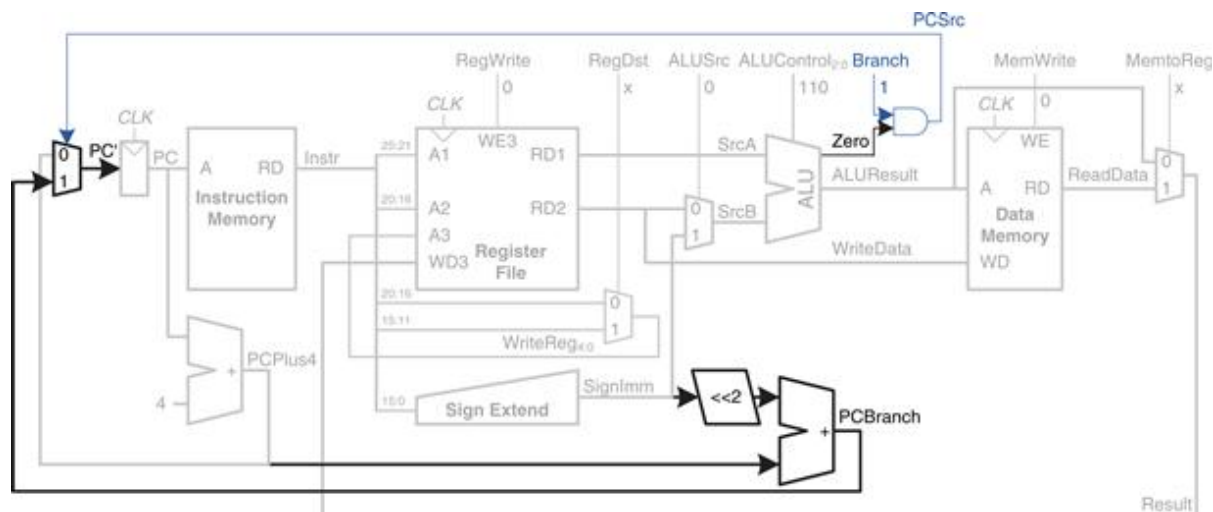 PCSrc
RegWrite RegDst ALUSrc ALUControl2:0 Branch MemWrite MemtoReg
0 x 0 110 1 0 x
CLK CLK CLK
0 PC' PC A RD Instr 25:21 A1 WE3 RD1 SrcA Zero WE 0
1 Instruction Memory 20:16 A2 RD2 0 SrcB ALU ALUResult A RD ReadData 1
A3 1 Data Memory
WD3 Register File WriteData WD
20:16 0
15:11 1
WriteReg4:0
PCPlus4
+
SignImm
4 15:0 Sign Extend <<2 PCBranch
+
Result